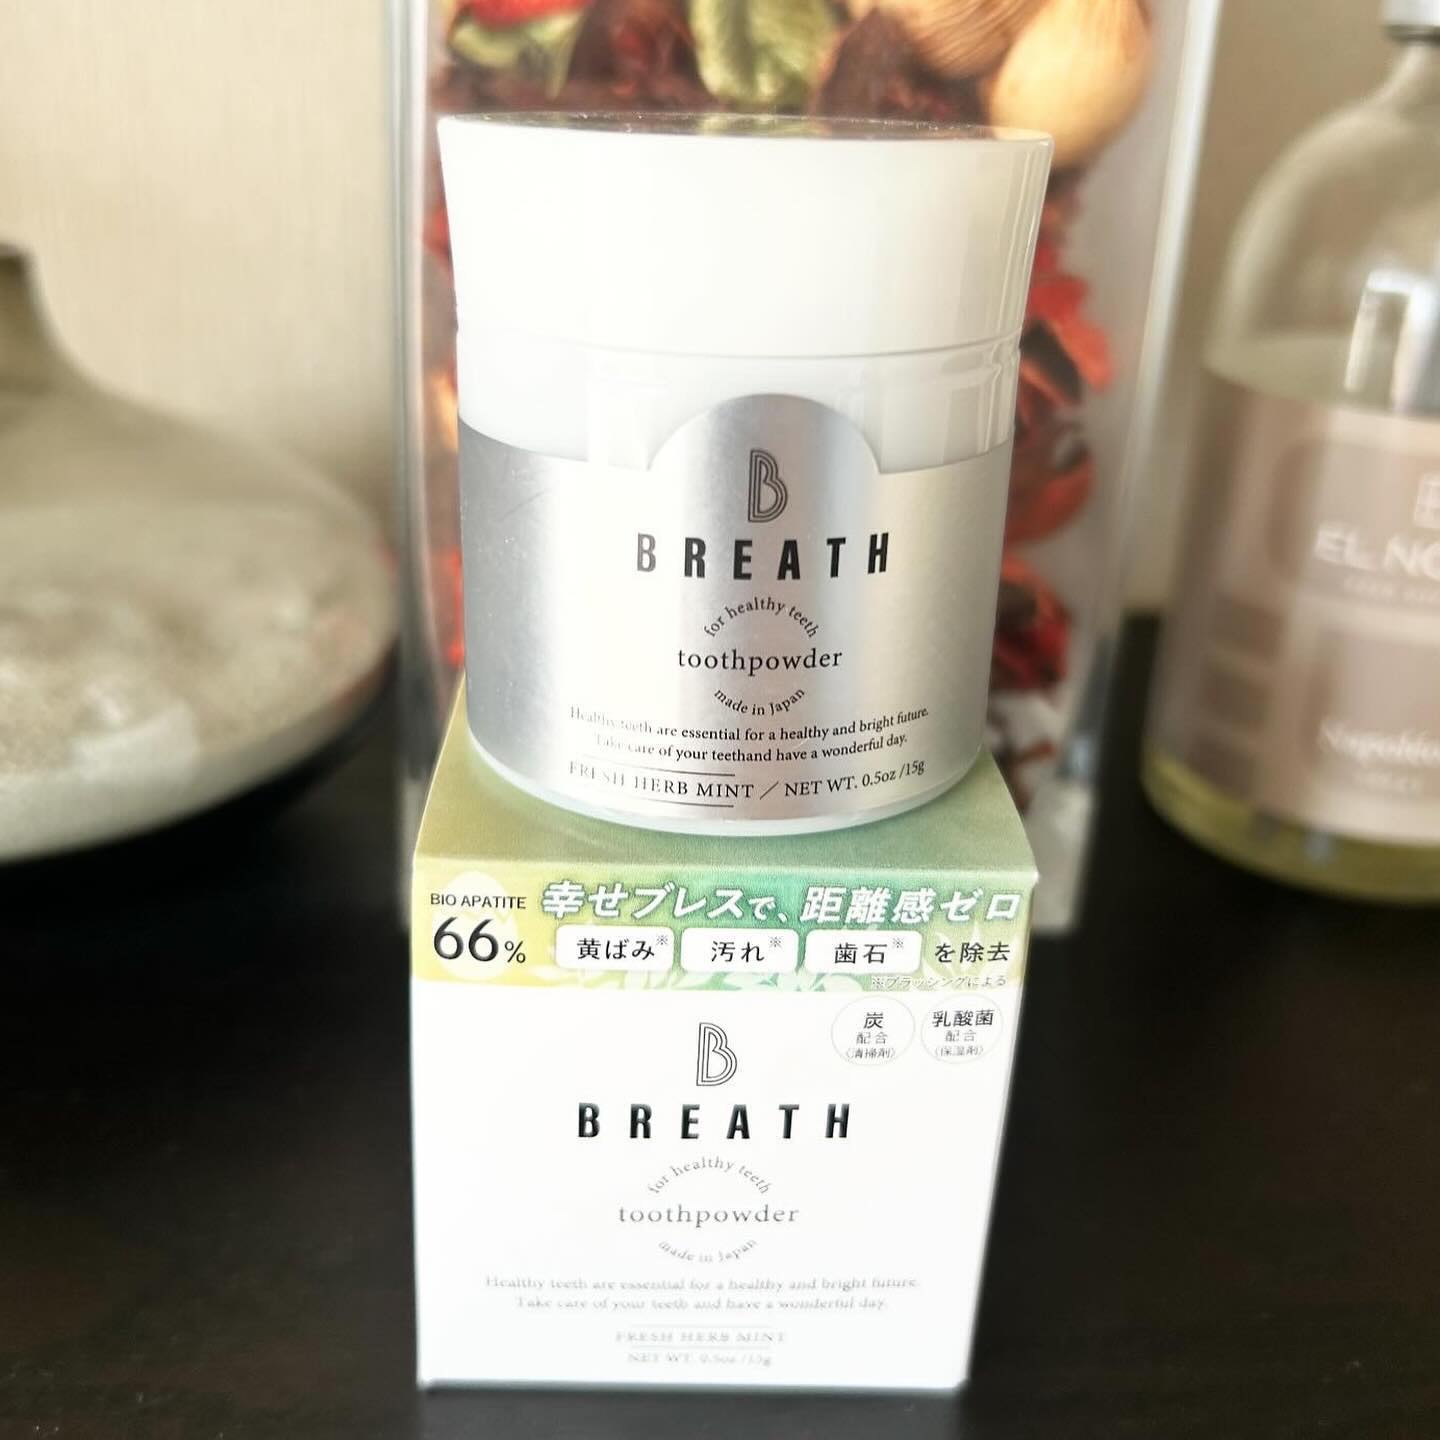 B
BREATH
for healthy teeth
toothpowder
made in Japan
Healthy teeth are essential for a healthy and bright future.
Take care of your teethand have a wonderful day.
FRESH HERB MINT / NET WT. 0.5oz /15g
BIO APATITE
66%
幸せブレスで、距離感ゼロ
黄ばみ※ 汚れ※ 歯石※ を除去
※ブラッシングによる
炭
配合
〈清掃剤〉
乳酸菌
配合
〈保湿剤〉
B
BREATH
for healthy teeth
toothpowder
made in Japan
Healthy teeth are essential for a healthy and bright future.
Take care of your teeth and have a wonderful day.
FRESH HERB MINT
NET WT. 0.5oz /15g
EL NO